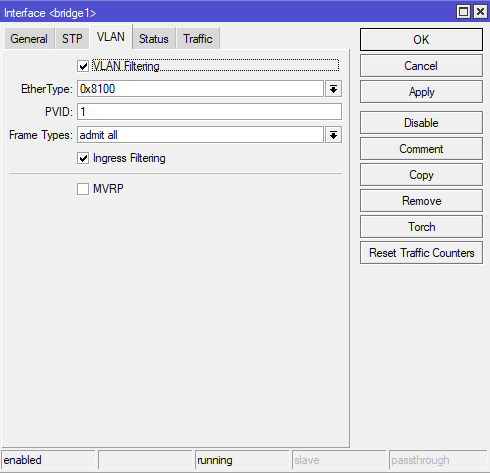 Interface <bridge1>
General STP VLAN Status Traffic
VLAN Filtering
EtherType: 0x8100
PVID: 1
Frame Types: admit all
Ingress Filtering
MVRP
OK
Cancel
Apply
Disable
Comment
Copy
Remove
Torch
Reset Traffic Counters
enabled running slave passthrough